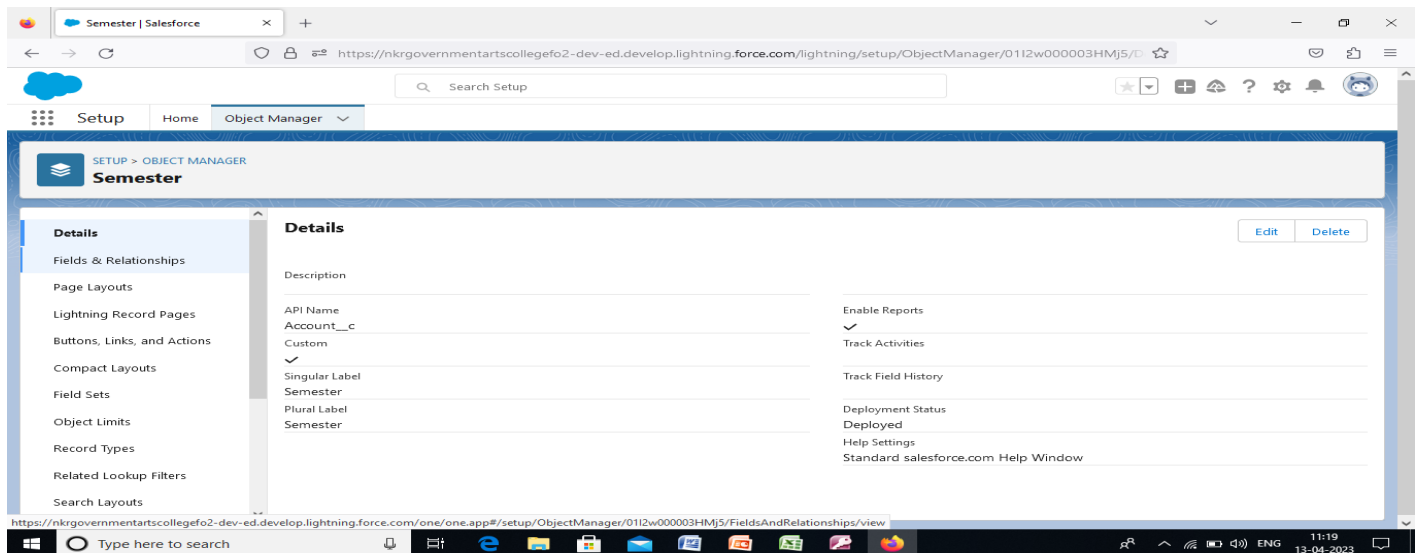 Semester | Salesforce
https://nkrgovernmentartscollegefo2-dev-ed.develop.lightning.force.com/lightning/setup/ObjectManager/01I2w000003HMj5/D
Search Setup
Setup Home Object Manager
SETUP > OBJECT MANAGER
Semester
Details
Fields & Relationships
Page Layouts
Lightning Record Pages
Buttons, Links, and Actions
Compact Layouts
Field Sets
Object Limits
Record Types
Related Lookup Filters
Search Layouts
Details
Edit Delete
Description
API Name
Account__c
Custom
Singular Label
Semester
Plural Label
Semester
Enable Reports
Track Activities
Track Field History
Deployment Status
Deployed
Help Settings
Standard salesforce.com Help Window
https://nkrgovernmentartscollegefo2-dev-ed.develop.lightning.force.com/one/one.app#/setup/ObjectManager/01I2w000003HMj5/FieldsAndRelationships/view
Type here to search
ENG
11:19
13-04-2023